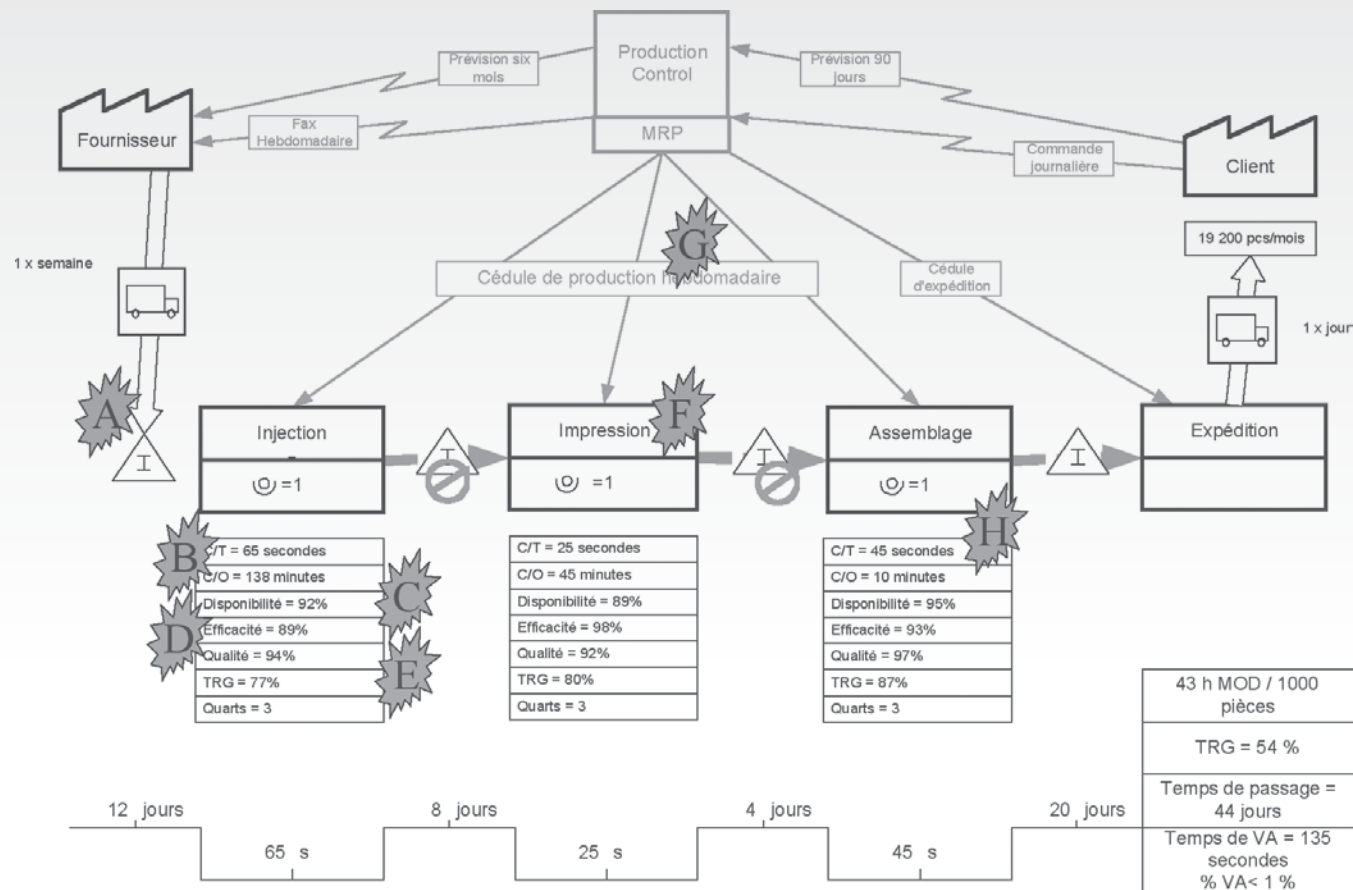 Production
Control
MRP
Prévision six
mois
Prévision 90
jours
Fax
Hebdomadaire
Commande
journalière
Fournisseur
Client
19 200 pcs/mois
1 x semaine
1 x jour
G
Cédule de production hebdomadaire
Cédule
d'expédition
A
I
Injection
=1
I
Impression
F
=1
I
Assemblage
=1
H
I
Expédition
B
C/T = 65 secondes
C/O = 138 minutes
C
Disponibilité = 92%
D
Efficacité = 89%
Qualité = 94%
E
TRG = 77%
Quarts = 3
C/T = 25 secondes
C/O = 45 minutes
Disponibilité = 89%
Efficacité = 98%
Qualité = 92%
TRG = 80%
Quarts = 3
C/T = 45 secondes
C/O = 10 minutes
Disponibilité = 95%
Efficacité = 93%
Qualité = 97%
TRG = 87%
Quarts = 3
43 h MOD / 1000
pièces
TRG = 54 %
Temps de passage =
44 jours
Temps de VA = 135
secondes
% VA< 1 %
12 jours
65 s
8 jours
25 s
4 jours
45 s
20 jours